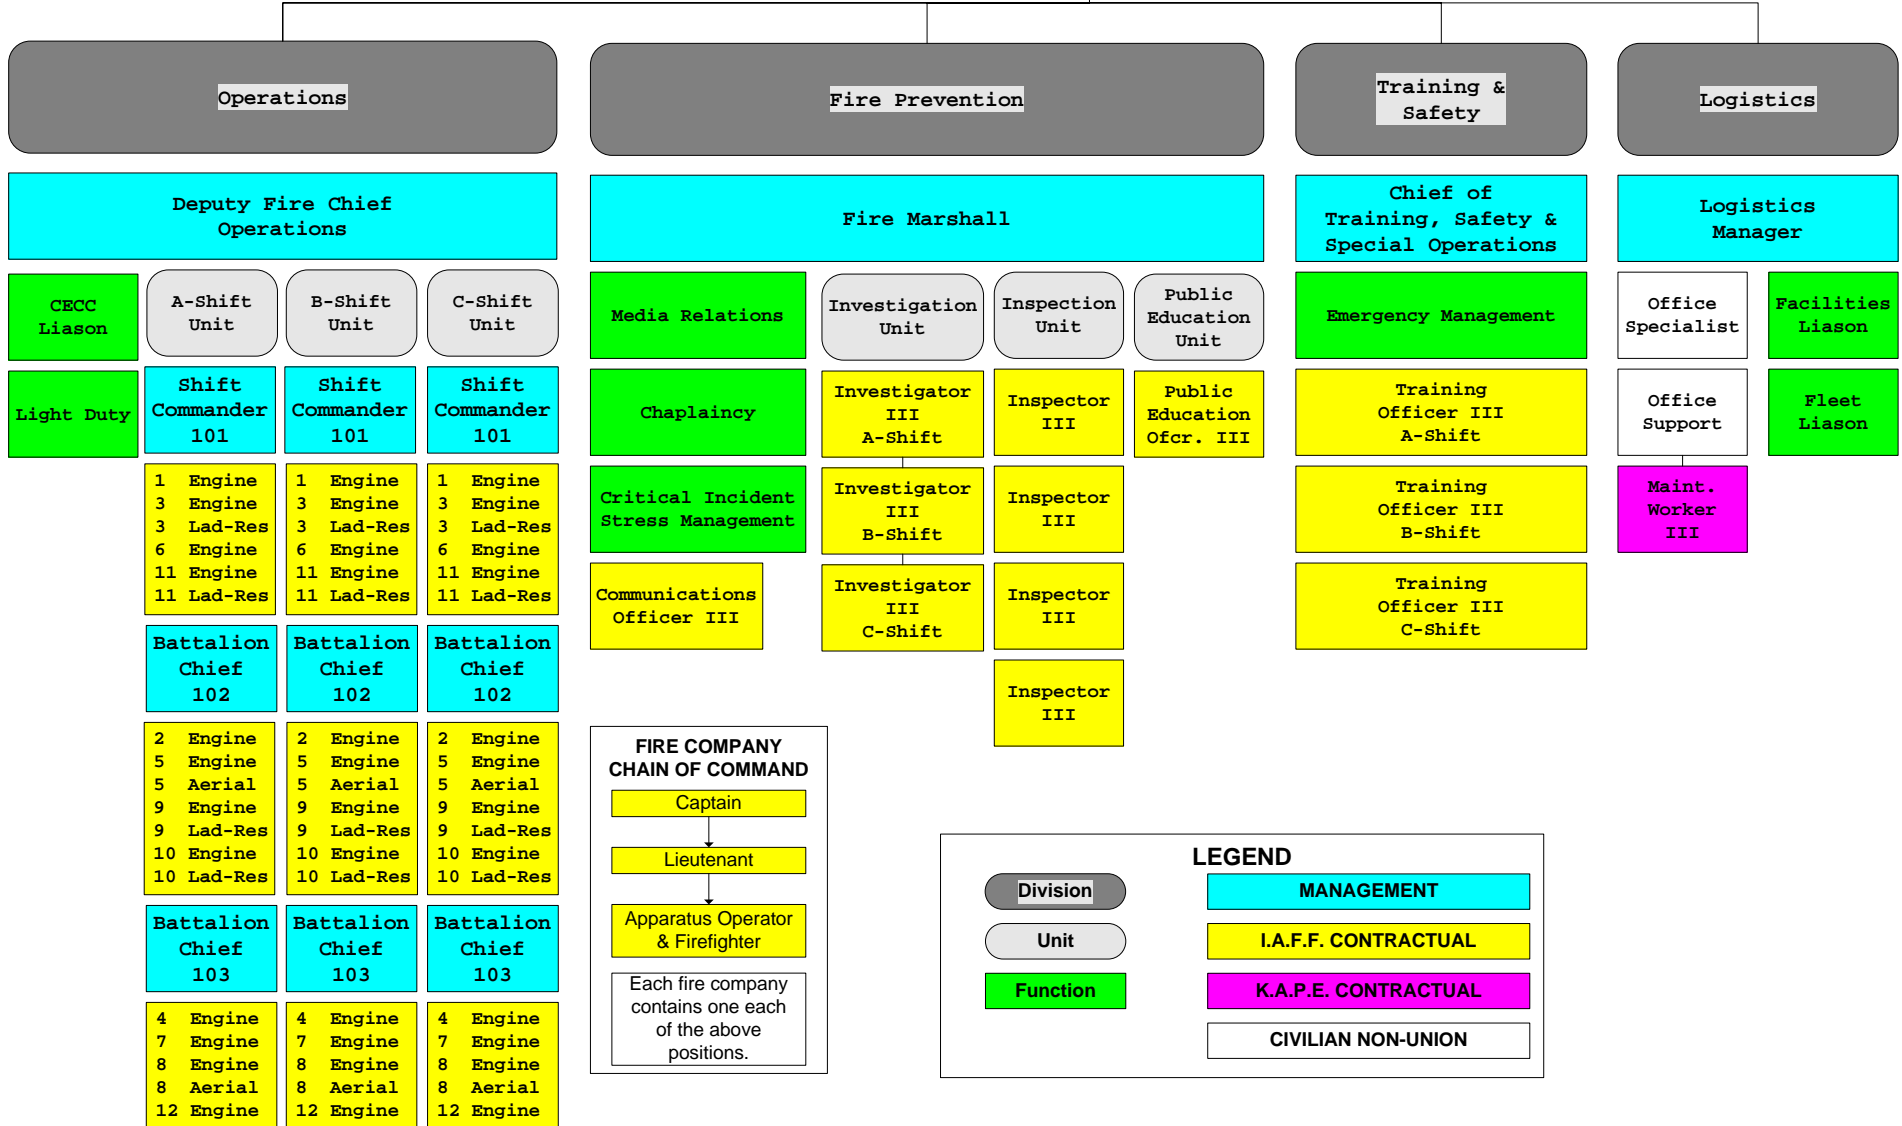 Operations
Fire Prevention
Training &
Safety
Logistics
Deputy Fire Chief
Operations
Fire Marshall
Chief of
Training, Safety &
Special Operations
Logistics
Manager
CECC
Liason
A-Shift
Unit
B-Shift
Unit
C-Shift
Unit
Media Relations
Investigation
Unit
Inspection
Unit
Public
Education
Unit
Emergency Management
Office
Specialist
Facilities
Liason
Light Duty
Shift
Commander
101
Shift
Commander
101
Shift
Commander
101
Chaplaincy
Investigator
III
A-Shift
Inspector
III
Public
Education
Ofcr. III
Training
Officer III
A-Shift
Office
Support
Fleet
Liason
1 Engine
3 Engine
3 Lad-Res
6 Engine
11 Engine
11 Lad-Res
1 Engine
3 Engine
3 Lad-Res
6 Engine
11 Engine
11 Lad-Res
1 Engine
3 Engine
3 Lad-Res
6 Engine
11 Engine
11 Lad-Res
Critical Incident
Stress Management
Investigator
III
B-Shift
Inspector
III
Training
Officer III
B-Shift
Maint.
Worker
III
Communications
Officer III
Investigator
III
C-Shift
Inspector
III
Training
Officer III
C-Shift
Battalion
Chief
102
Battalion
Chief
102
Battalion
Chief
102
Inspector
III
2 Engine
5 Engine
5 Aerial
9 Engine
9 Lad-Res
10 Engine
10 Lad-Res
2 Engine
5 Engine
5 Aerial
9 Engine
9 Lad-Res
10 Engine
10 Lad-Res
2 Engine
5 Engine
5 Aerial
9 Engine
9 Lad-Res
10 Engine
10 Lad-Res
Battalion
Chief
103
Battalion
Chief
103
Battalion
Chief
103
4 Engine
7 Engine
8 Engine
8 Aerial
12 Engine
4 Engine
7 Engine
8 Engine
8 Aerial
12 Engine
4 Engine
7 Engine
8 Engine
8 Aerial
12 Engine
FIRE COMPANY
CHAIN OF COMMAND
Captain
Lieutenant
Apparatus Operator
& Firefighter
Each fire company
contains one each
of the above
positions.
LEGEND
Division
MANAGEMENT
Unit
I.A.F.F. CONTRACTUAL
Function
K.A.P.E. CONTRACTUAL
CIVILIAN NON-UNION